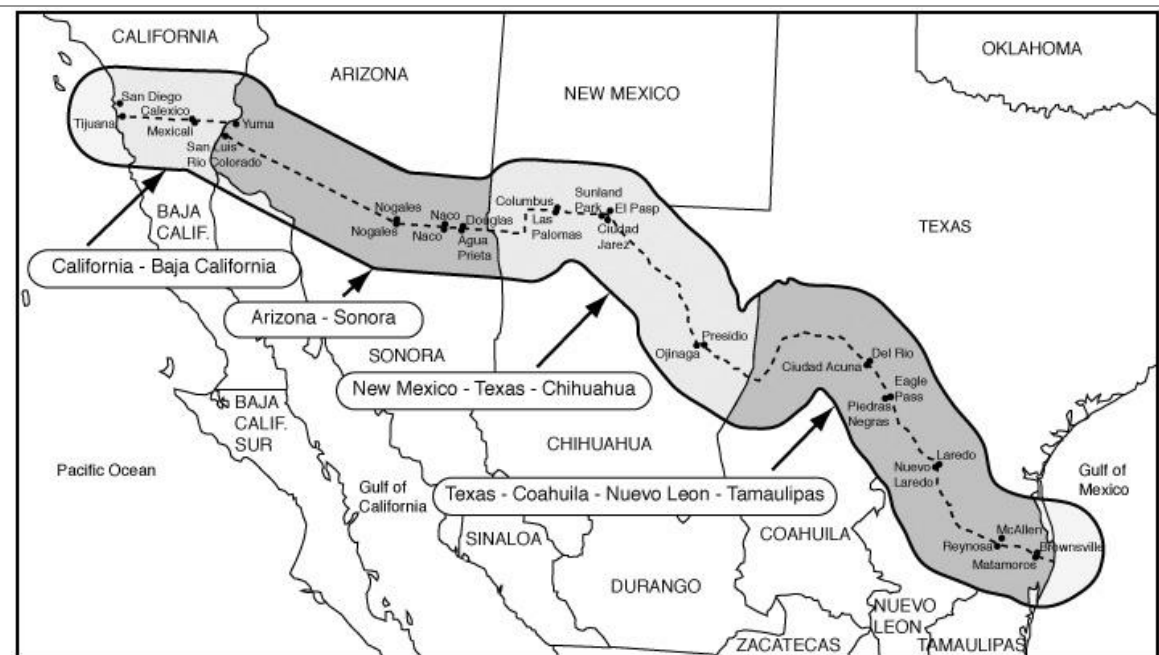 CALIFORNIA
ARIZONA
NEW MEXICO
OKLAHOMA
TEXAS
San Diego
Calexico
Tijuana
Mexicali
Yuma
San Luis
Rio Colorado
Nogales
Nogales
Naco
Naco
Douglas
Agua
Prieta
Columbus
Las
Palomas
Sunland
Park
El Pasp
Ciudad
Jarez
BAJA
CALIF.
California - Baja California
Arizona - Sonora
SONORA
New Mexico - Texas - Chihuahua
Ojinaga
Presidio
Ciudad Acuna
Del Rio
Eagle
Pass
Piedras
Negras
BAJA
CALIF.
SUR
CHIHUAHUA
Pacific Ocean
Gulf of
California
Texas - Coahuila - Nuevo Leon - Tamaulipas
Laredo
Nuevo
Laredo
Gulf of
Mexico
SINALOA
COAHUILA
McAllen
Reynosa
Brownsville
Matamoros
DURANGO
NUEVO
LEON
ZACATECAS
TAMAULIPAS